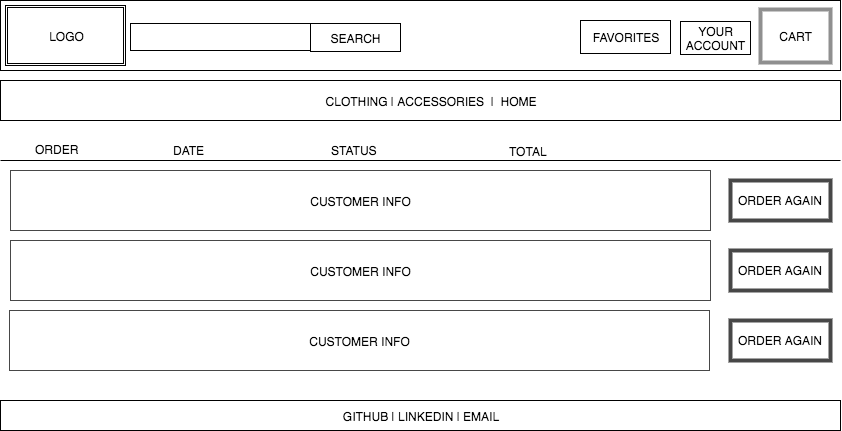 LOGO
SEARCH
FAVORITES
YOUR
ACCOUNT
CART
CLOTHING | ACCESSORIES | HOME
ORDER DATE STATUS TOTAL
CUSTOMER INFO
ORDER AGAIN
CUSTOMER INFO
ORDER AGAIN
CUSTOMER INFO
ORDER AGAIN
GITHUB | LINKEDIN | EMAIL